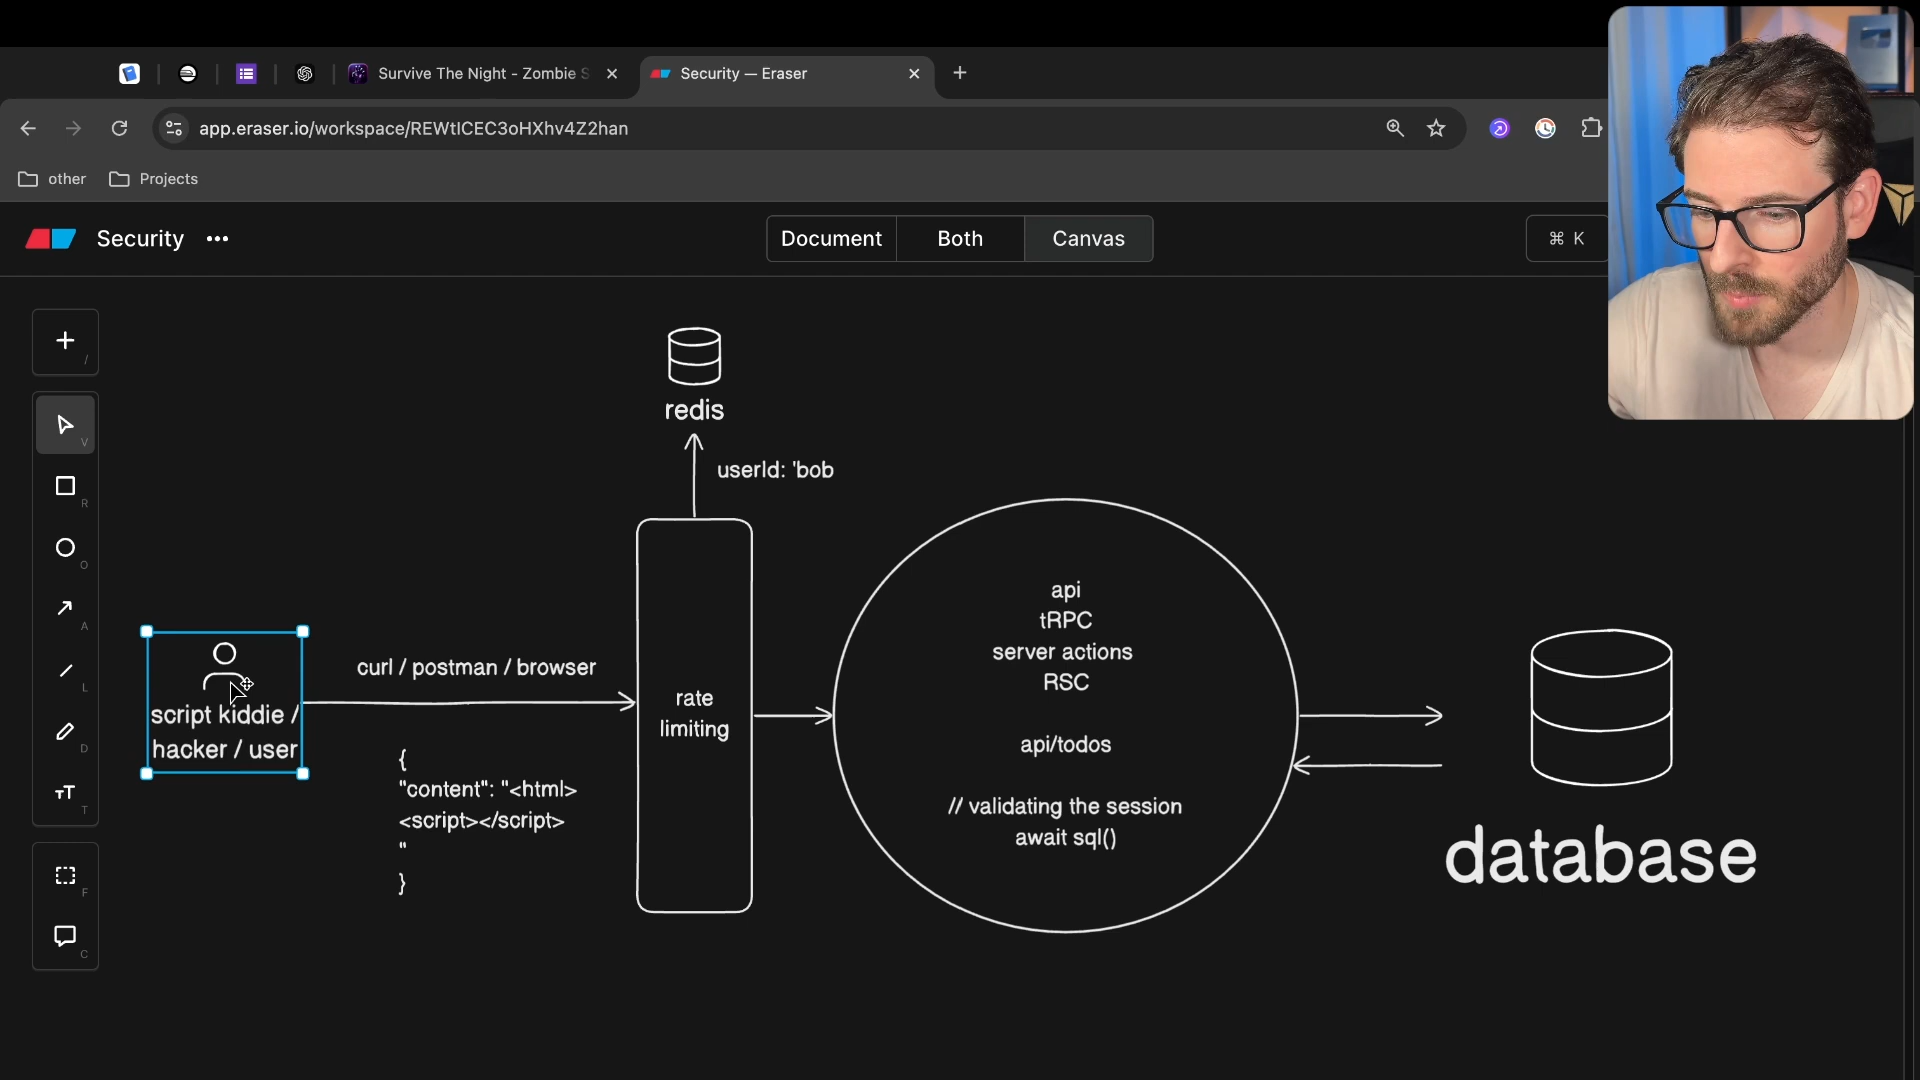 Survive The Night - Zombie S
Security — Eraser
app.eraser.io/workspace/REWtlCEC3oHXhv4Z2han
other
Projects
Security
Document
Both
Canvas
⌘ K
/
V
R
O
A
L
D
T
F
C
redis
userId: 'bob
script kiddie /
hacker / user
curl / postman / browser
{
"content": "<html>
<script></script>
"
}
rate
limiting
api
tRPC
server actions
RSC
api/todos
// validating the session
await sql()
database